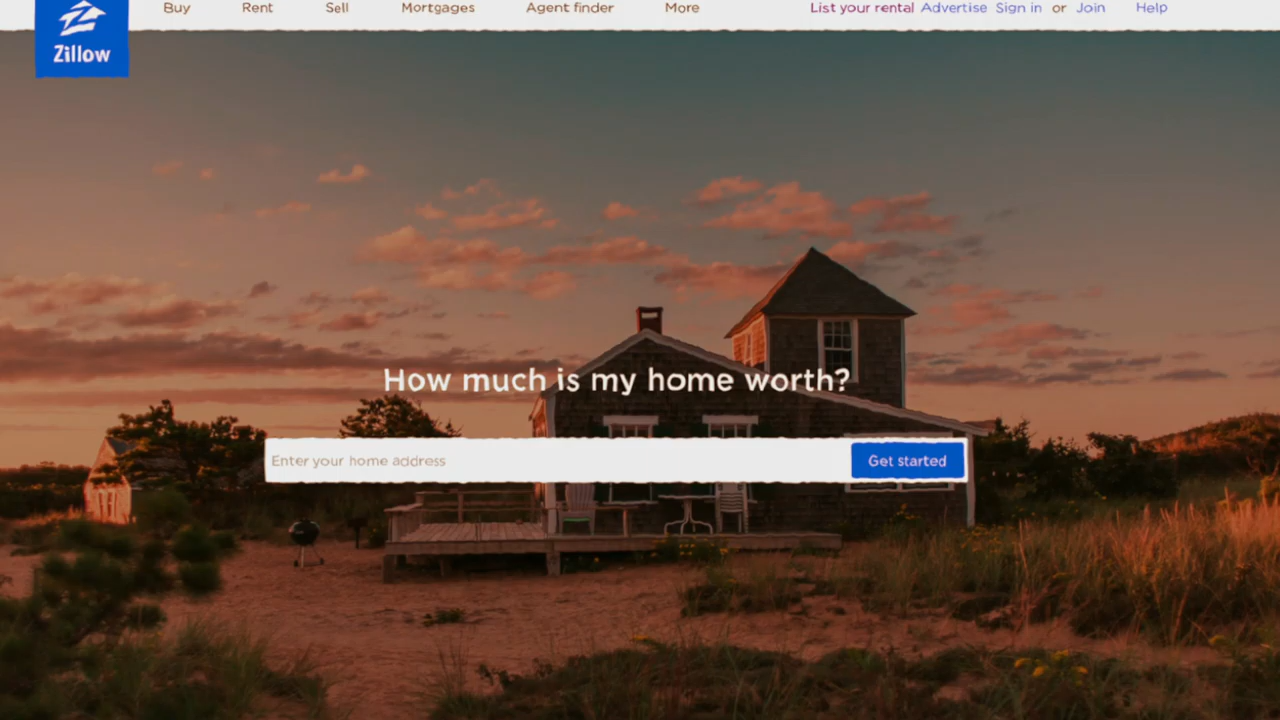 Buy Rent Sell Mortgages Agent finder More List your rental Advertise Sign in or Join Help
Zillow
How much is my home worth?
Enter your home address Get started